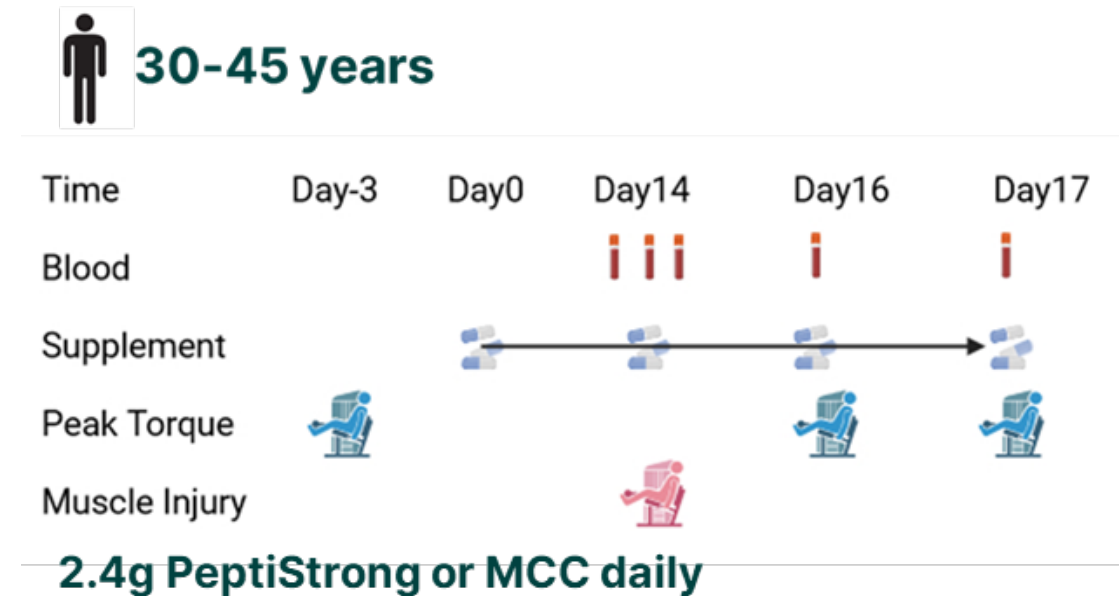 30-45 years
Time Day-3 Day0 Day14 Day16 Day17
Blood
Supplement
Peak Torque
Muscle Injury
2.4g PeptiStrong or MCC daily